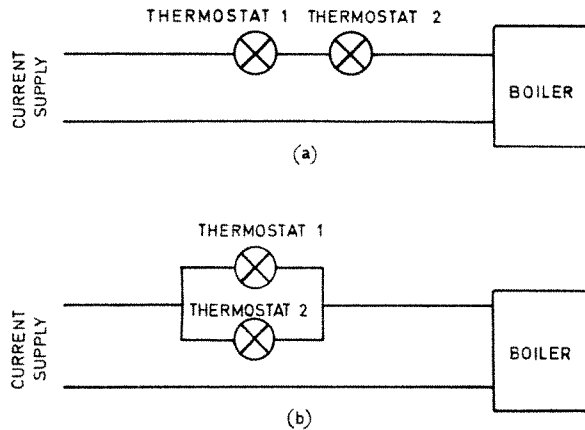 THERMOSTAT 1 THERMOSTAT 2
CURRENT
SUPPLY
BOILER
(a)
THERMOSTAT 1
THERMOSTAT 2
CURRENT
SUPPLY
BOILER
(b)